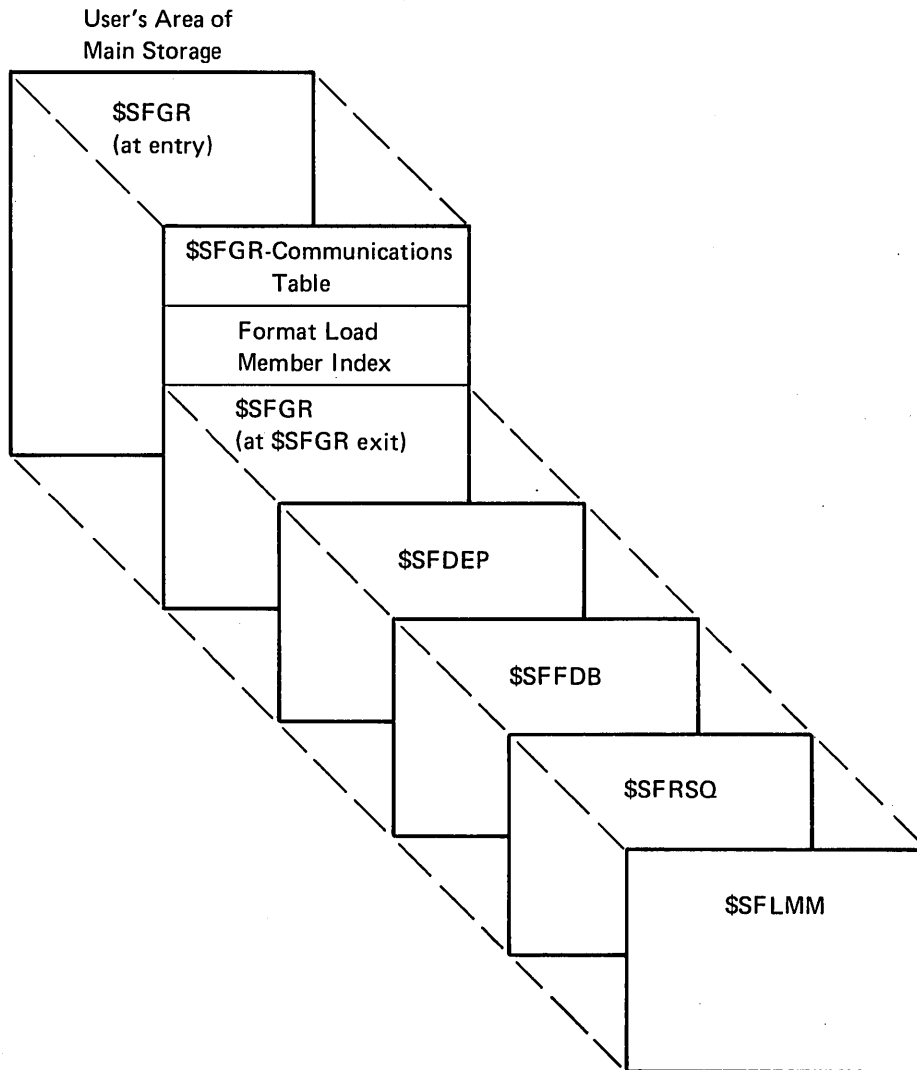 User's Area of
Main Storage
$SFGR
(at entry)
$SFGR-Communications
Table
Format Load
Member Index
$SFGR
(at $SFGR exit)
$SFDEP
$SFFDB
$SFRSQ
$SFLMM